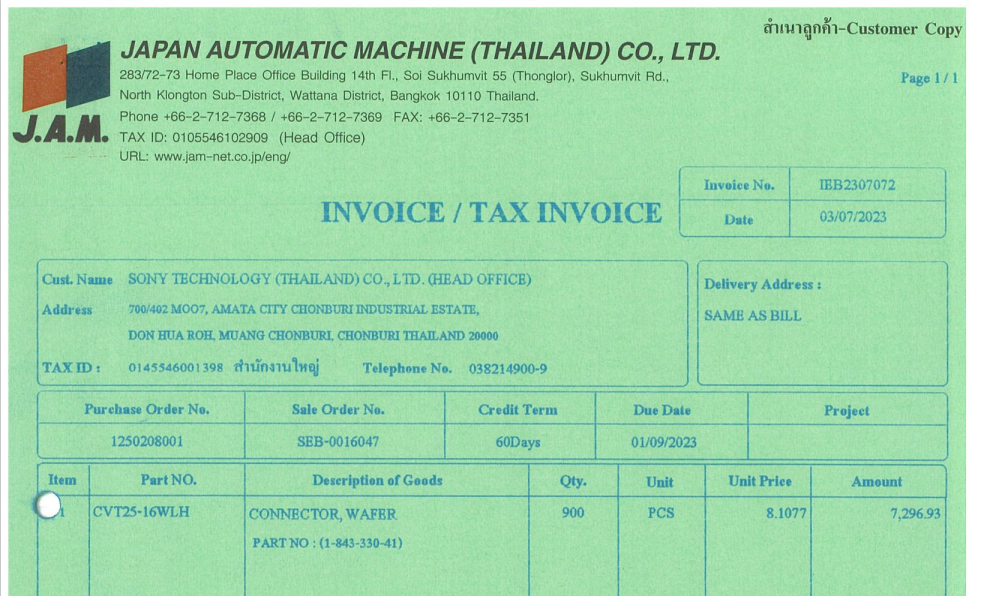 สำเนาลูกค้า-Customer Copy
JAPAN AUTOMATIC MACHINE (THAILAND) CO., LTD.
283/72-73 Home Place Office Building 14th Fl., Soi Sukhumvit 55 (Thonglor), Sukhumvit Rd.,
Page 1 / 1
North Klongton Sub-District, Wattana District, Bangkok 10110 Thailand.
Phone +66-2-712-7368 / +66-2-712-7369 FAX: +66-2-712-7351
J.A.M.
TAX ID: 0105546102909 (Head Office)
URL: www.jam-net.co.jp/eng/
INVOICE / TAX INVOICE
Invoice No. IEB2307072
Date 03/07/2023
Cust. Name SONY TECHNOLOGY (THAILAND) CO., LTD. (HEAD OFFICE)
Address 700/402 MOO7, AMATA CITY CHONBURI INDUSTRIAL ESTATE,
DON HUA ROH, MUANG CHONBURI, CHONBURI THAILAND 20000
TAX ID : 0145546001398 สำนักงานใหญ่ Telephone No. 038214900-9
Delivery Address :
SAME AS BILL
Purchase Order No. Sale Order No. Credit Term Due Date Project
1250208001 SEB-0016047 60Days 01/09/2023
Item Part NO. Description of Goods Qty. Unit Unit Price Amount
1 CVT25-16WLH CONNECTOR, WAFER 900 PCS 8.1077 7,296.93
PART NO : (1-843-330-41)